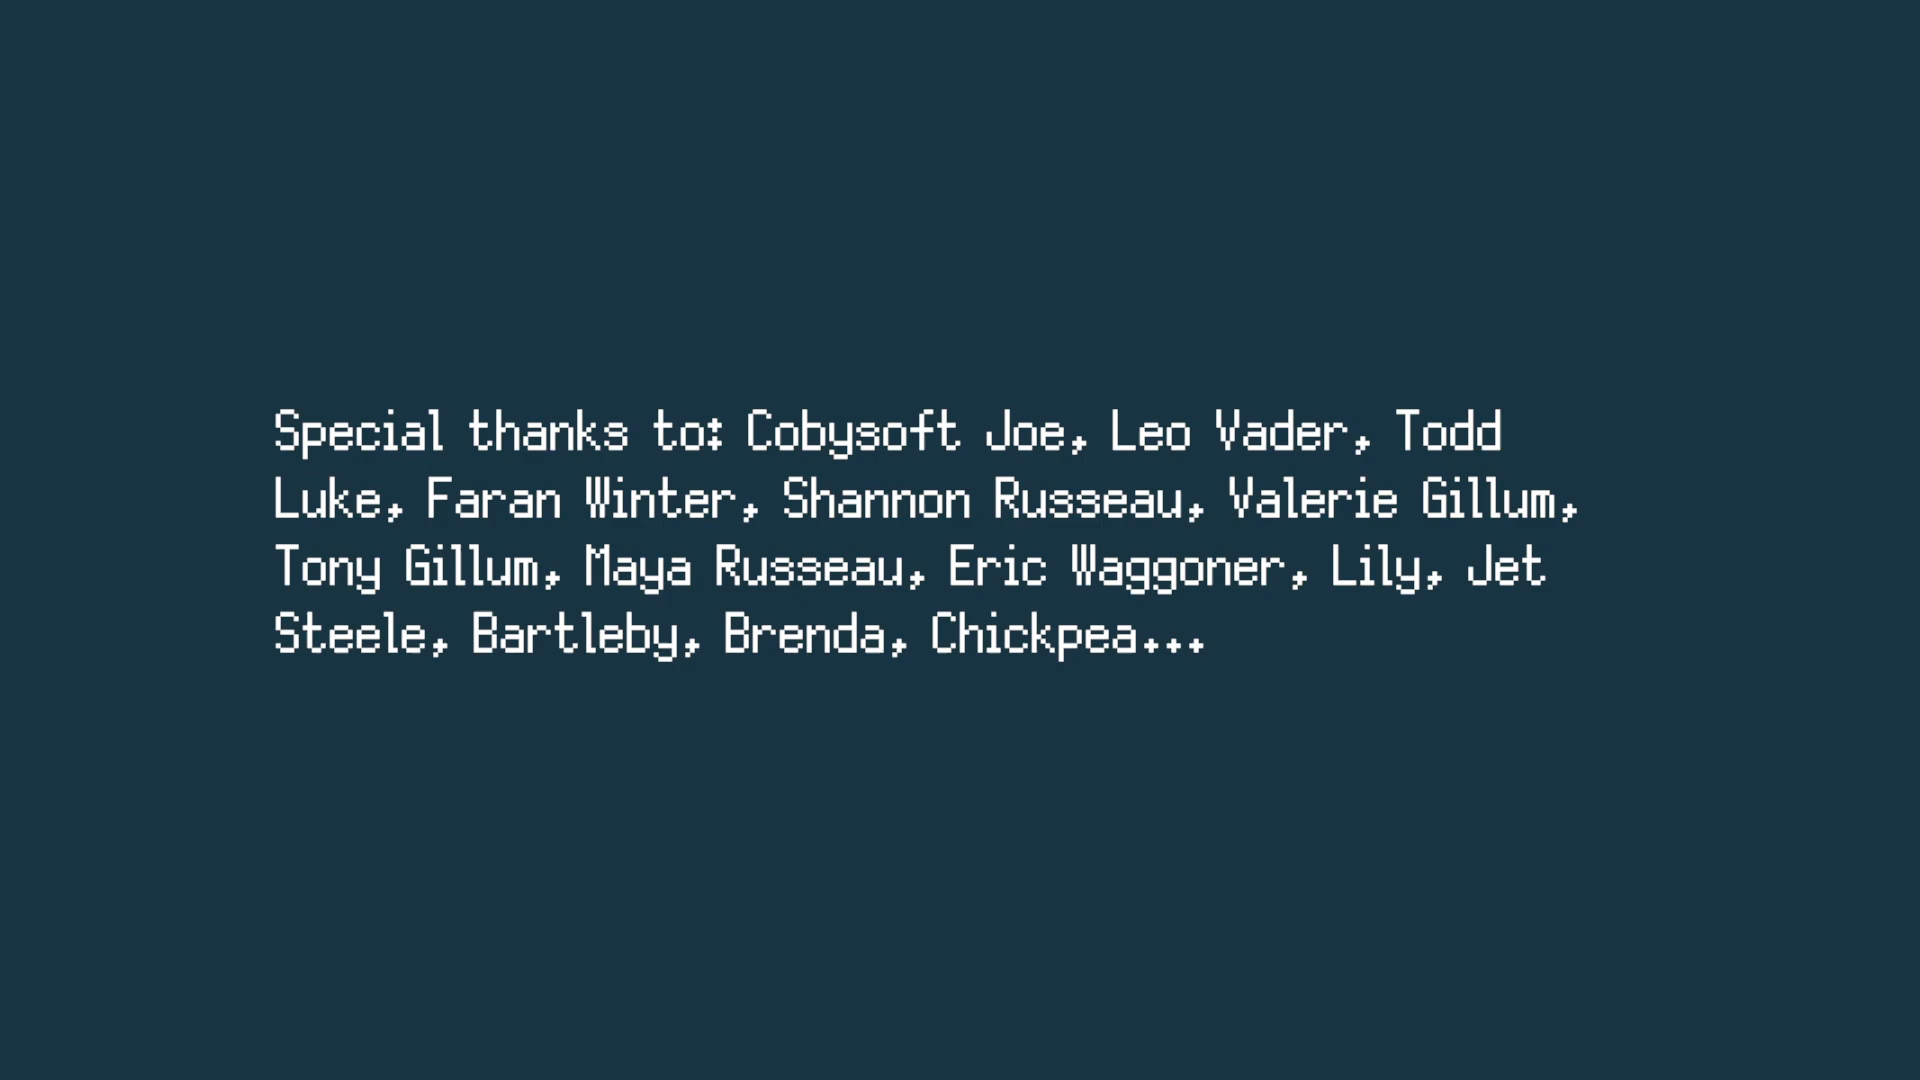 Special thanks to: Cobysoft Joe, Leo Vader, Todd
Luke, Faran Winter, Shannon Russeau, Valerie Gillum,
Tony Gillum, Maya Russeau, Eric Waggoner, Lily, Jet
Steele, Bartleby, Brenda, Chickpea...